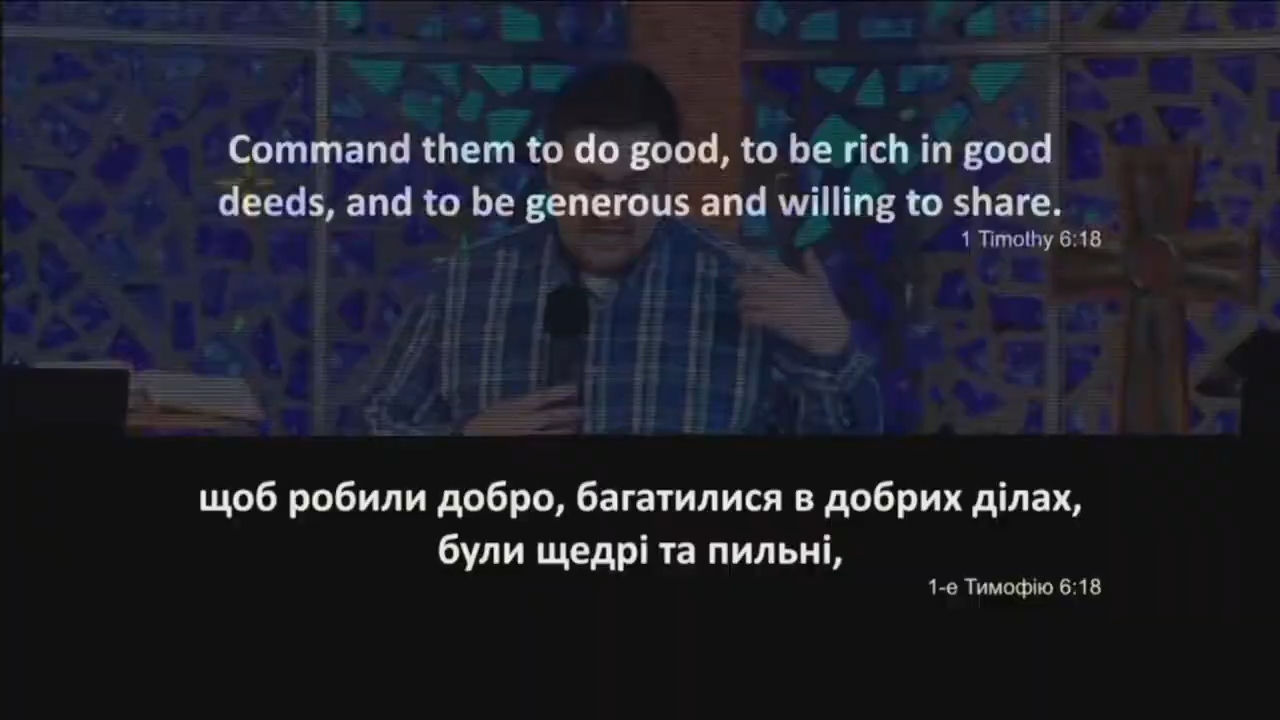 Command them to do good, to be rich in good
deeds, and to be generous and willing to share.
1 Timothy 6:18
щоб робили добро, багатилися в добрих ділах,
були щедрі та пильні,
1-е Тимофію 6:18